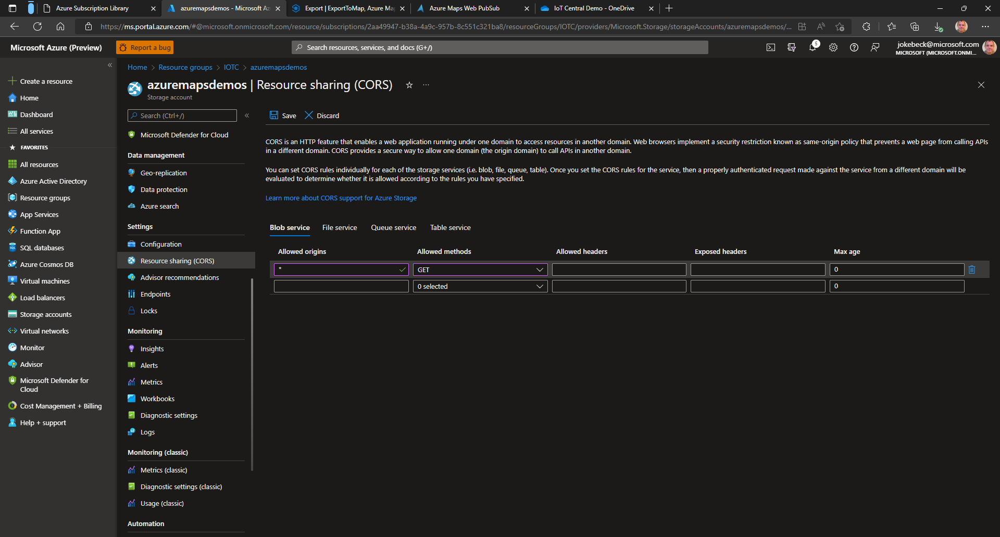 Azure Subscription Library
azuremapsdemos - Microsoft Az
Export | ExportToMap, Azure Ma
Azure Maps Web PubSub
IoT Central Demo - OneDrive
https://ms.portal.azure.com/#@microsoft.onmicrosoft.com/resource/subscriptions/2aa49947-b38a-4a9c-957b-8c551c321ba8/resourceGroups/IOTC/providers/Microsoft.Storage/storageAccounts/azuremapsdemos/...
Microsoft Azure (Preview)
Report a bug
Search resources, services, and docs (G+/)
5
jokebeck@microsoft.com
MICROSOFT (MICROSOFT.ONMI...
Create a resource
Home
Dashboard
All services
FAVORITES
All resources
Azure Active Directory
Resource groups
App Services
Function App
SQL databases
Azure Cosmos DB
Virtual machines
Load balancers
Storage accounts
Virtual networks
Monitor
Advisor
Microsoft Defender for
Cloud
Cost Management + Billing
Help + support
Home > Resource groups > IOTC > azuremapsdemos
azuremapsdemos | Resource sharing (CORS)
Storage account
Search (Ctrl+/)
Microsoft Defender for Cloud
Data management
Geo-replication
Data protection
Azure search
Settings
Configuration
Resource sharing (CORS)
Advisor recommendations
Endpoints
Locks
Monitoring
Insights
Alerts
Metrics
Workbooks
Diagnostic settings
Logs
Monitoring (classic)
Metrics (classic)
Diagnostic settings (classic)
Usage (classic)
Automation
Save
Discard
CORS is an HTTP feature that enables a web application running under one domain to access resources in another domain. Web browsers implement a security restriction known as same-origin policy that prevents a web page from calling APIs
in a different domain. CORS provides a secure way to allow one domain (the origin domain) to call APIs in another domain.
You can set CORS rules individually for each of the storage services (i.e. blob, file, queue, table). Once you set the CORS rules for the service, then a properly authenticated request made against the service from a different domain will be
evaluated to determine whether it is allowed according to the rules you have specified.
Learn more about CORS support for Azure Storage
Blob service File service Queue service Table service
Allowed origins Allowed methods Allowed headers Exposed headers Max age
* GET 0
0 selected 0